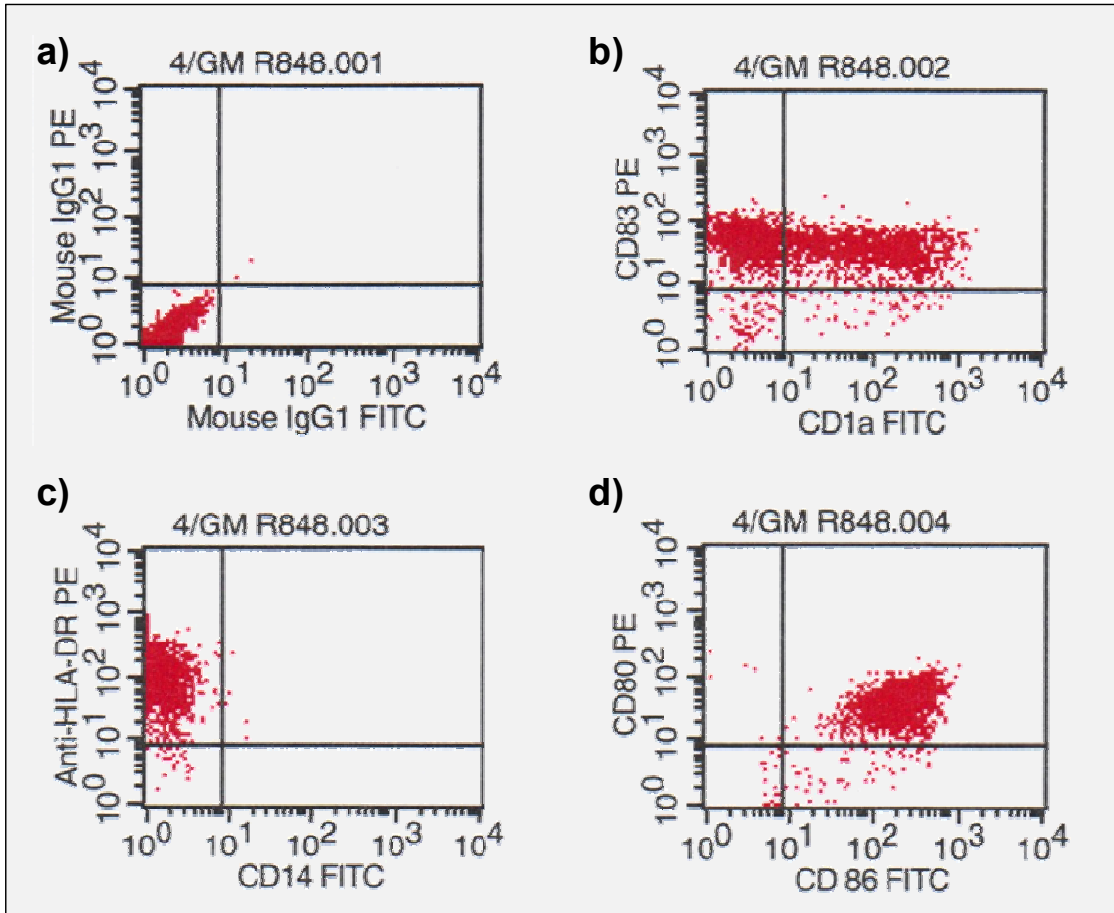 a)
4/GM R848.001
Mouse IgG1 PE
10^4
10^3
10^2
10^1
10^0
10^0 10^1 10^2 10^3 10^4
Mouse IgG1 FITC
b)
4/GM R848.002
CD83 PE
10^4
10^3
10^2
10^1
10^0
10^0 10^1 10^2 10^3 10^4
CD1a FITC
c)
4/GM R848.003
Anti-HLA-DR PE
10^4
10^3
10^2
10^1
10^0
10^0 10^1 10^2 10^3 10^4
CD14 FITC
d)
4/GM R848.004
CD80 PE
10^4
10^3
10^2
10^1
10^0
10^0 10^1 10^2 10^3 10^4
CD 86 FITC